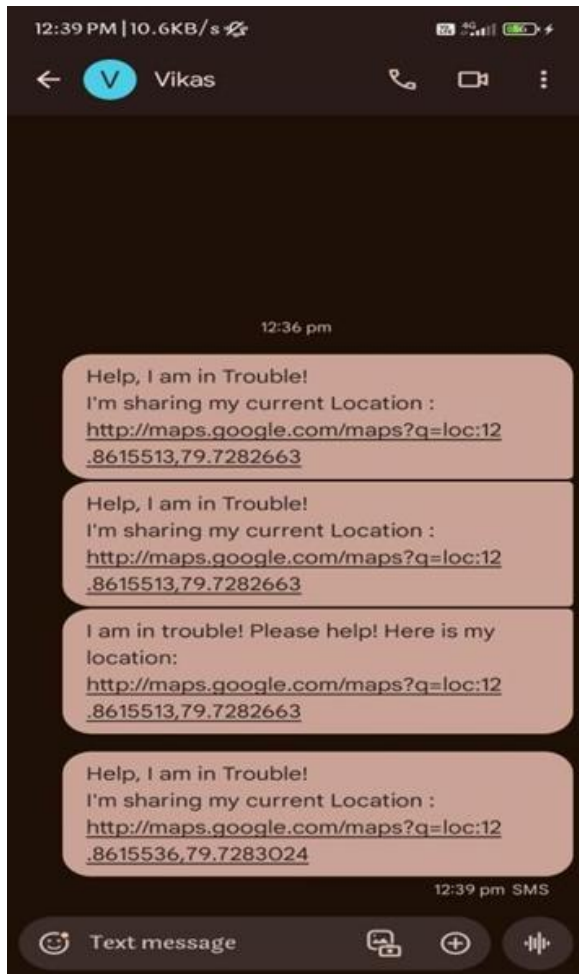 12:39 PM | 10.6KB/s
4G
V Vikas
12:36 pm
Help, I am in Trouble!
I'm sharing my current Location :
http://maps.google.com/maps?q=loc:12
.8615513,79.7282663
Help, I am in Trouble!
I'm sharing my current Location :
http://maps.google.com/maps?q=loc:12
.8615513,79.7282663
I am in trouble! Please help! Here is my
location:
http://maps.google.com/maps?q=loc:12
.8615513,79.7282663
Help, I am in Trouble!
I'm sharing my current Location :
http://maps.google.com/maps?q=loc:12
.8615536,79.7283024
12:39 pm SMS
Text message